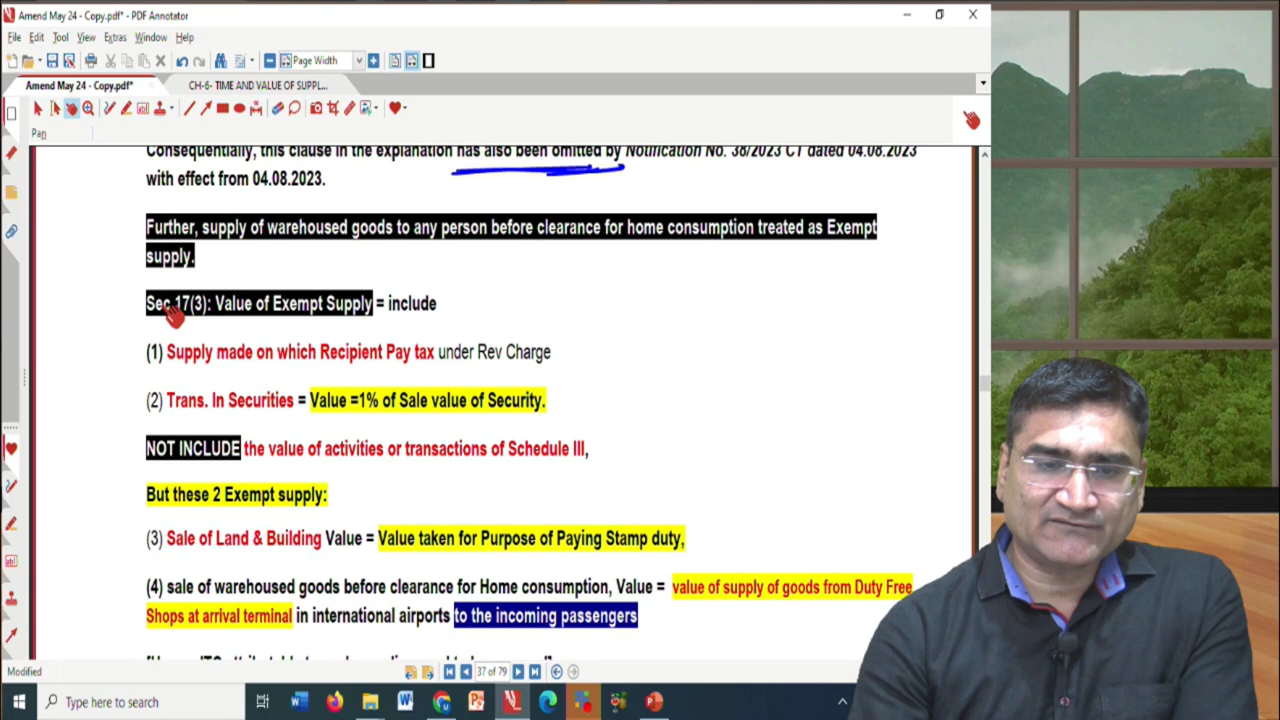 Amend May 24 - Copy.pdf* - PDF Annotator
File Edit Tool View Extras Window Help
Page Width
Amend May 24 - Copy.pdf* CH-6- TIME AND VALUE OF SUPPL...
Pan
Consequentially, this clause in the explanation has also been omitted by Notification No. 38/2023 CT dated 04.08.2023
with effect from 04.08.2023.
Further, supply of warehoused goods to any person before clearance for home consumption treated as Exempt
supply.
Sec 17(3): Value of Exempt Supply = include
(1) Supply made on which Recipient Pay tax under Rev Charge
(2) Trans. In Securities = Value =1% of Sale value of Security.
NOT INCLUDE the value of activities or transactions of Schedule III,
But these 2 Exempt supply:
(3) Sale of Land & Building Value = Value taken for Purpose of Paying Stamp duty,
(4) sale of warehoused goods before clearance for Home consumption, Value = value of supply of goods from Duty Free
Shops at arrival terminal in international airports to the incoming passengers
Modified 37 of 79
Type here to search